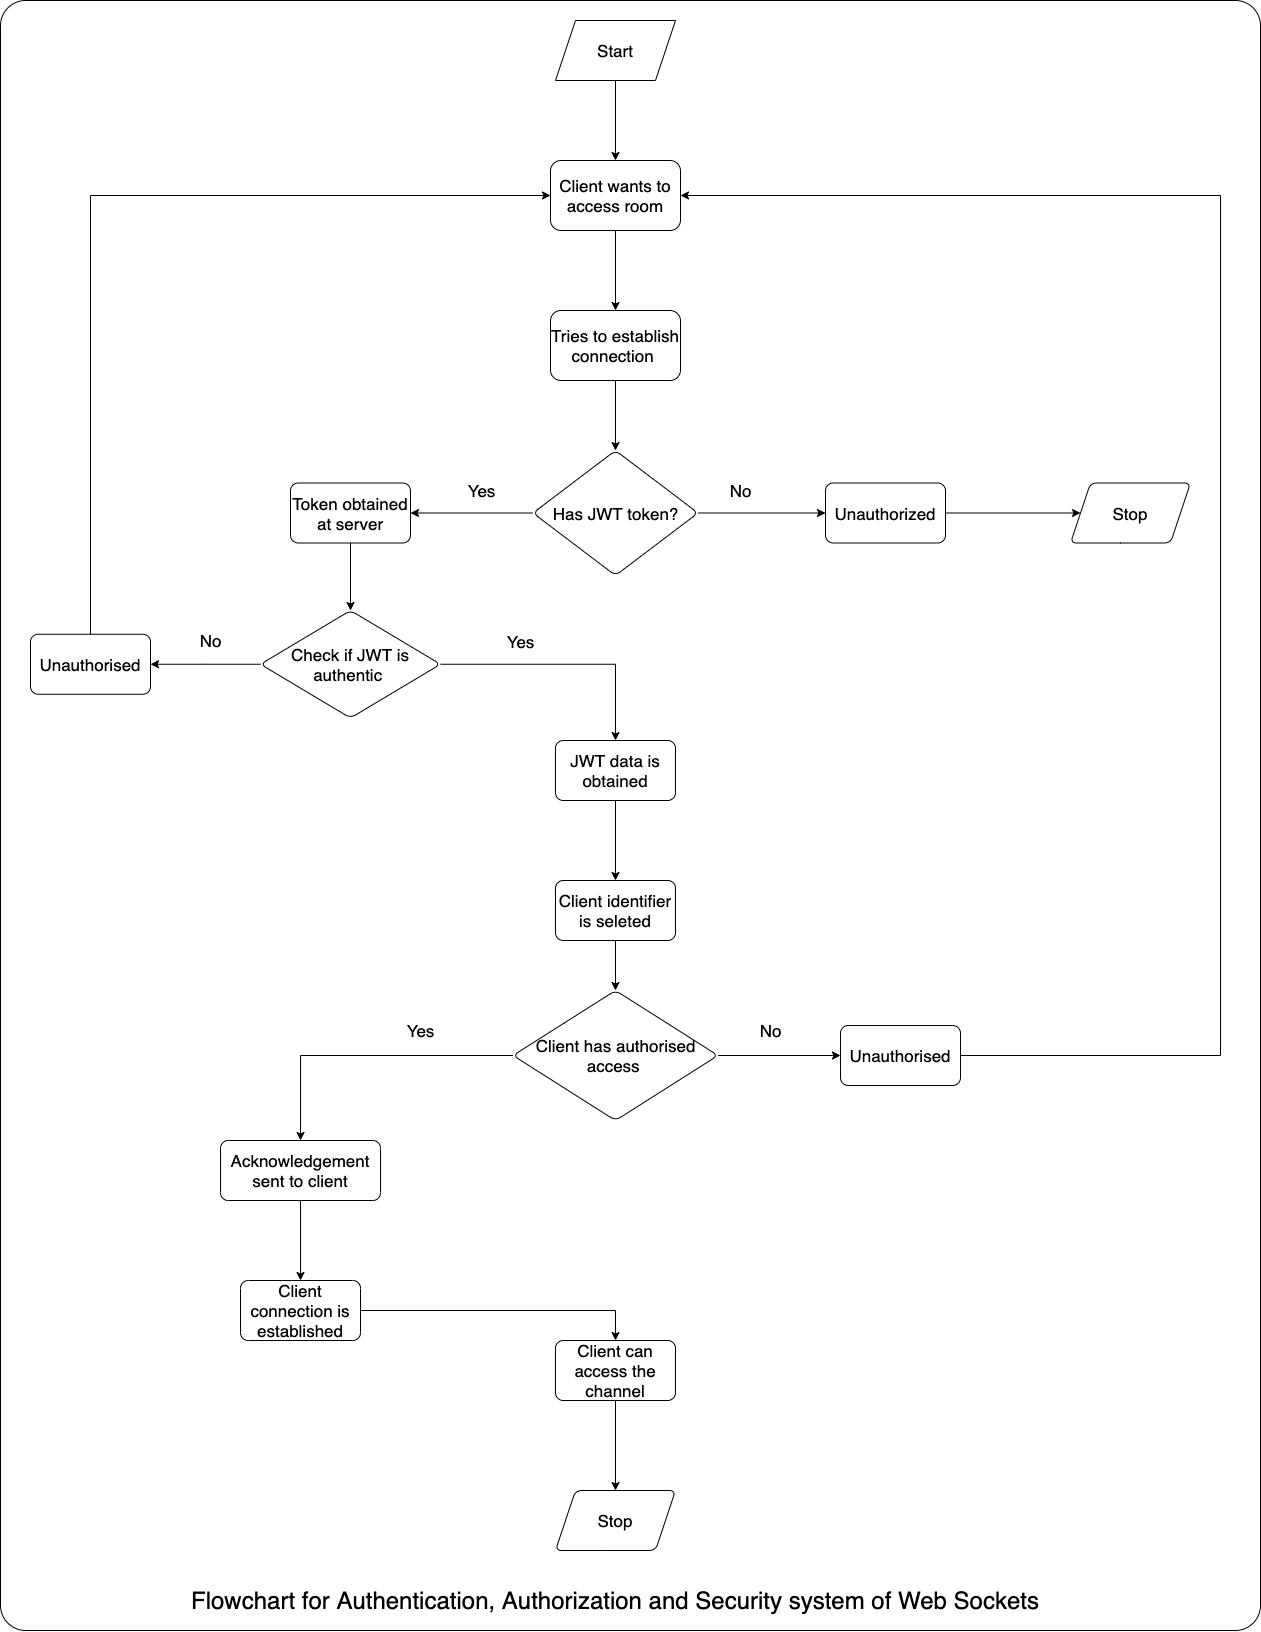 Start
Client wants to
access room
Tries to establish
connection
Yes
No
Token obtained
at server
Has JWT token?
Unauthorized
Stop
No
Yes
Unauthorised
Check if JWT is
authentic
JWT data is
obtained
Client identifier
is seleted
Yes
No
Client has authorised
access
Unauthorised
Acknowledgement
sent to client
Client
connection is
established
Client can
access the
channel
Stop
Flowchart for Authentication, Authorization and Security system of Web Sockets